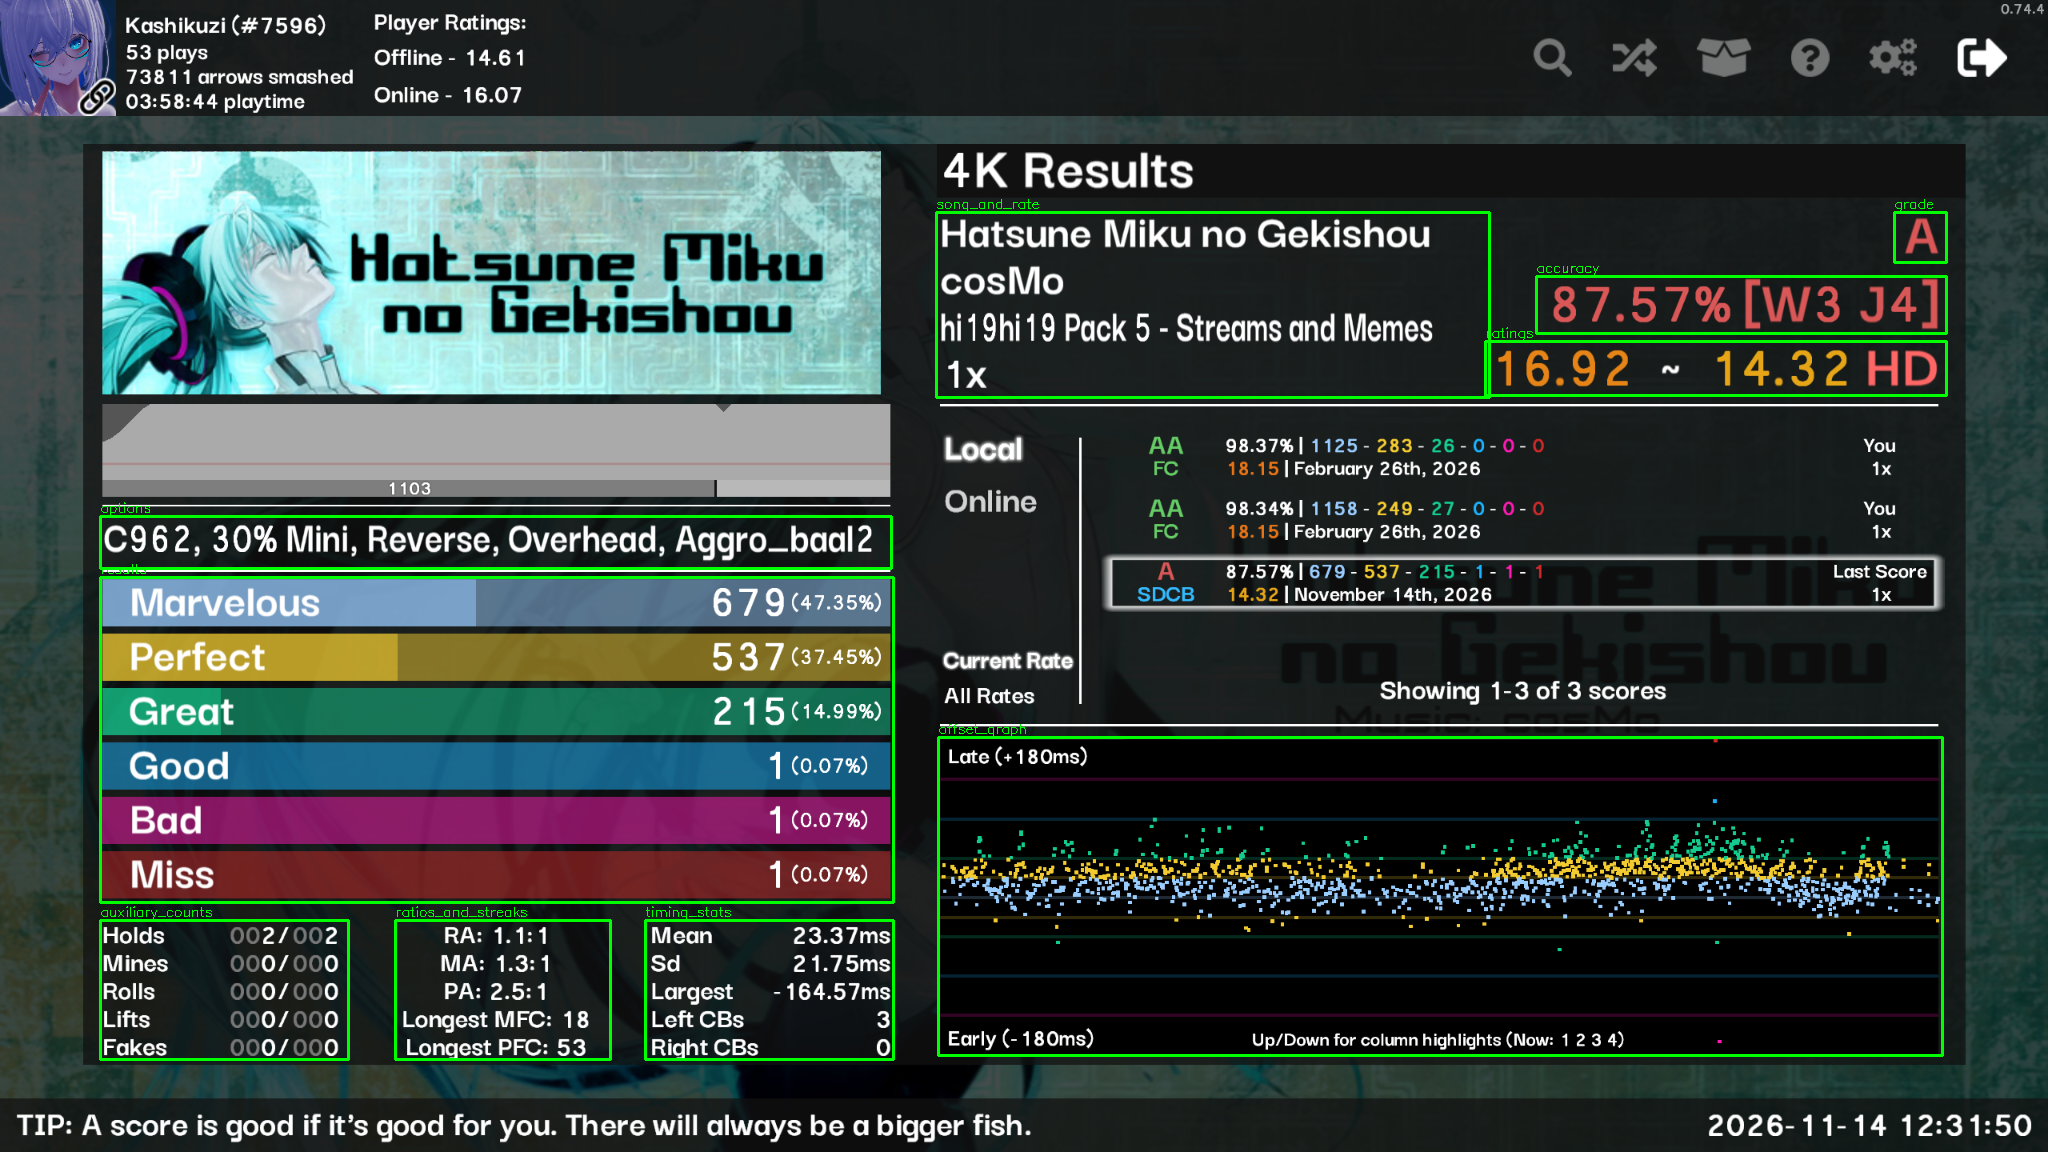 0.74.4
Kashikuzi (#7596)
53 plays
73811 arrows smashed
03:58:44 playtime
Player Ratings:
Offline - 14.61
Online - 16.07
Hatsune Miku
no Gekishou
1103
options
C962, 30% Mini, Reverse, Overhead, Aggro_baal2
results
Marvelous 679 (47.35%)
Perfect 537 (37.45%)
Great 215 (14.99%)
Good 1 (0.07%)
Bad 1 (0.07%)
Miss 1 (0.07%)
auxiliary_counts
Holds 002/002
Mines 000/000
Rolls 000/000
Lifts 000/000
Fakes 000/000
ratios_and_streaks
RA: 1.1:1
MA: 1.3:1
PA: 2.5:1
Longest MFC: 18
Longest PFC: 53
timing_stats
Mean 23.37ms
Sd 21.75ms
Largest -164.57ms
Left CBs 3
Right CBs 0
4K Results
song_and_rate
Hatsune Miku no Gekishou
cosMo
hi19hi19 Pack 5 - Streams and Memes
1x
grade
A
accuracy
87.57% [W3 J4]
ratings
16.92 ~ 14.32 HD
Local
Online
Current Rate
All Rates
AA 98.37% | 1125 - 283 - 26 - 0 - 0 - 0 You
FC 18.15 | February 26th, 2026 1x
AA 98.34% | 1158 - 249 - 27 - 0 - 0 - 0 You
FC 18.15 | February 26th, 2026 1x
A 87.57% | 679 - 537 - 215 - 1 - 1 - 1 Last Score
SDCB 14.32 | November 14th, 2026 1x
no Gekishou
Showing 1-3 of 3 scores
Music: cosMo
offset_graph
Late (+180ms)
Early (-180ms)
Up/Down for column highlights (Now: 1 2 3 4)
TIP: A score is good if it's good for you. There will always be a bigger fish.
2026-11-14 12:31:50